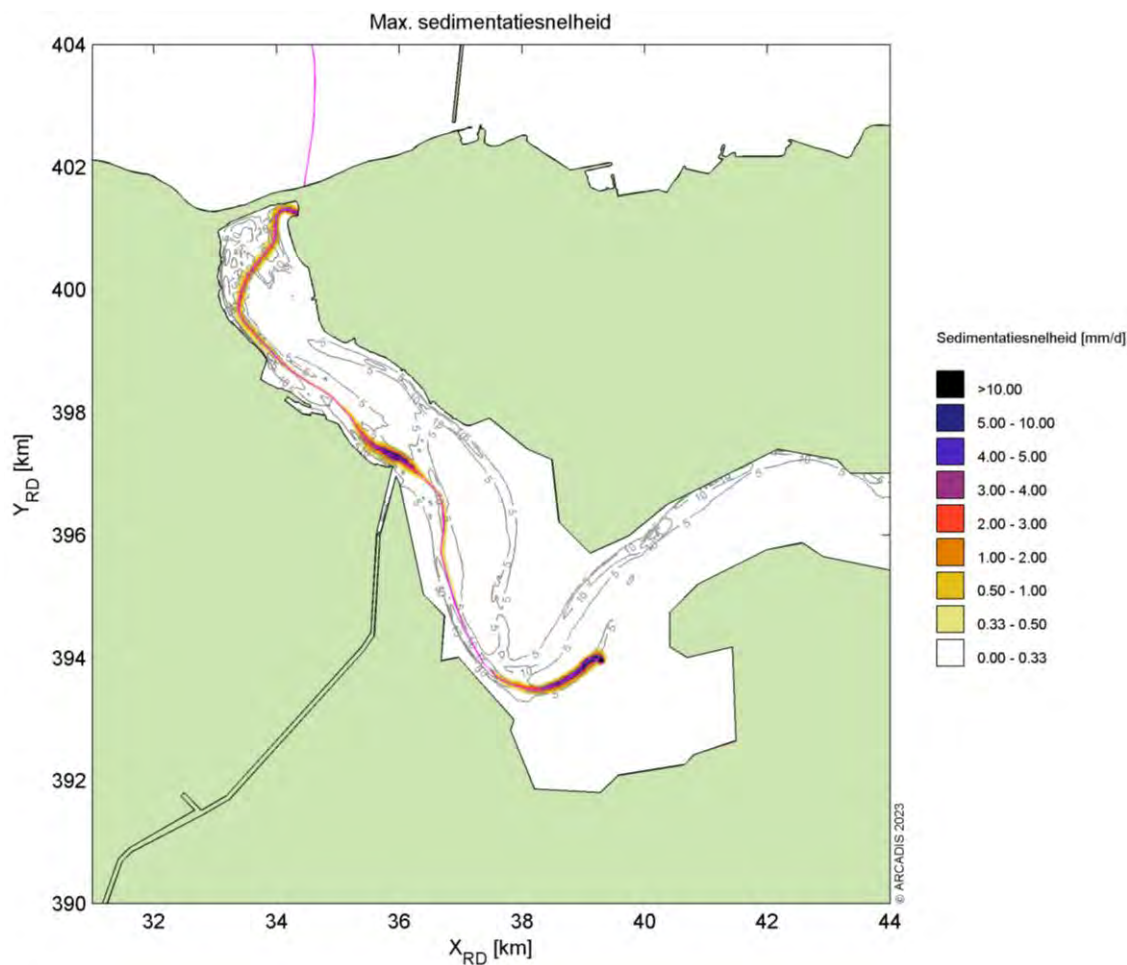 Max. sedimentatiesnelheid
404
402
400
398
396
394
392
390
Y_RD [km]
32
34
36
38
40
42
44
X_RD [km]
Sedimentatiesnelheid [mm/d]
>10.00
5.00 - 10.00
4.00 - 5.00
3.00 - 4.00
2.00 - 3.00
1.00 - 2.00
0.50 - 1.00
0.33 - 0.50
0.00 - 0.33
© ARCADIS 2023